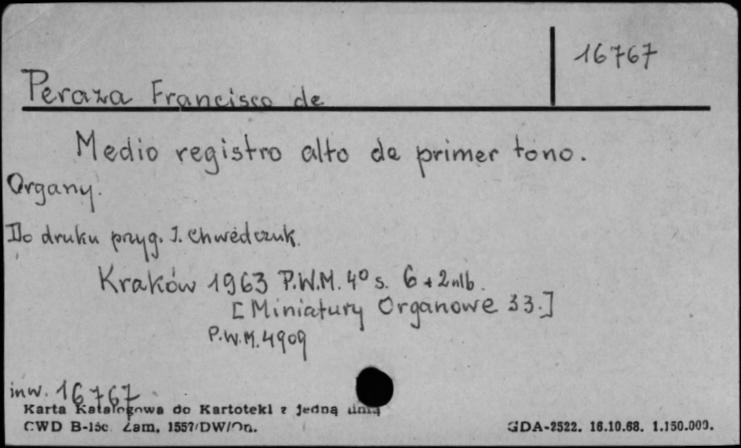 16767
Peraza Francisco de
Medio registro alto de primer tono.
Organy.
Do druku przyg. J. Chwedczuk.
Kraków 1963 P.W.M. 4° s. 6 + 2 nlb.
[Miniatury Organowe 33.]
P.W.M. 4909
inw. 16767
Karta Katalogowa do Kartoteki z jedną linią
CWD B-15c Zam. 1557/DW/On.
GDA-2522. 16.10.68. 1.150.000.